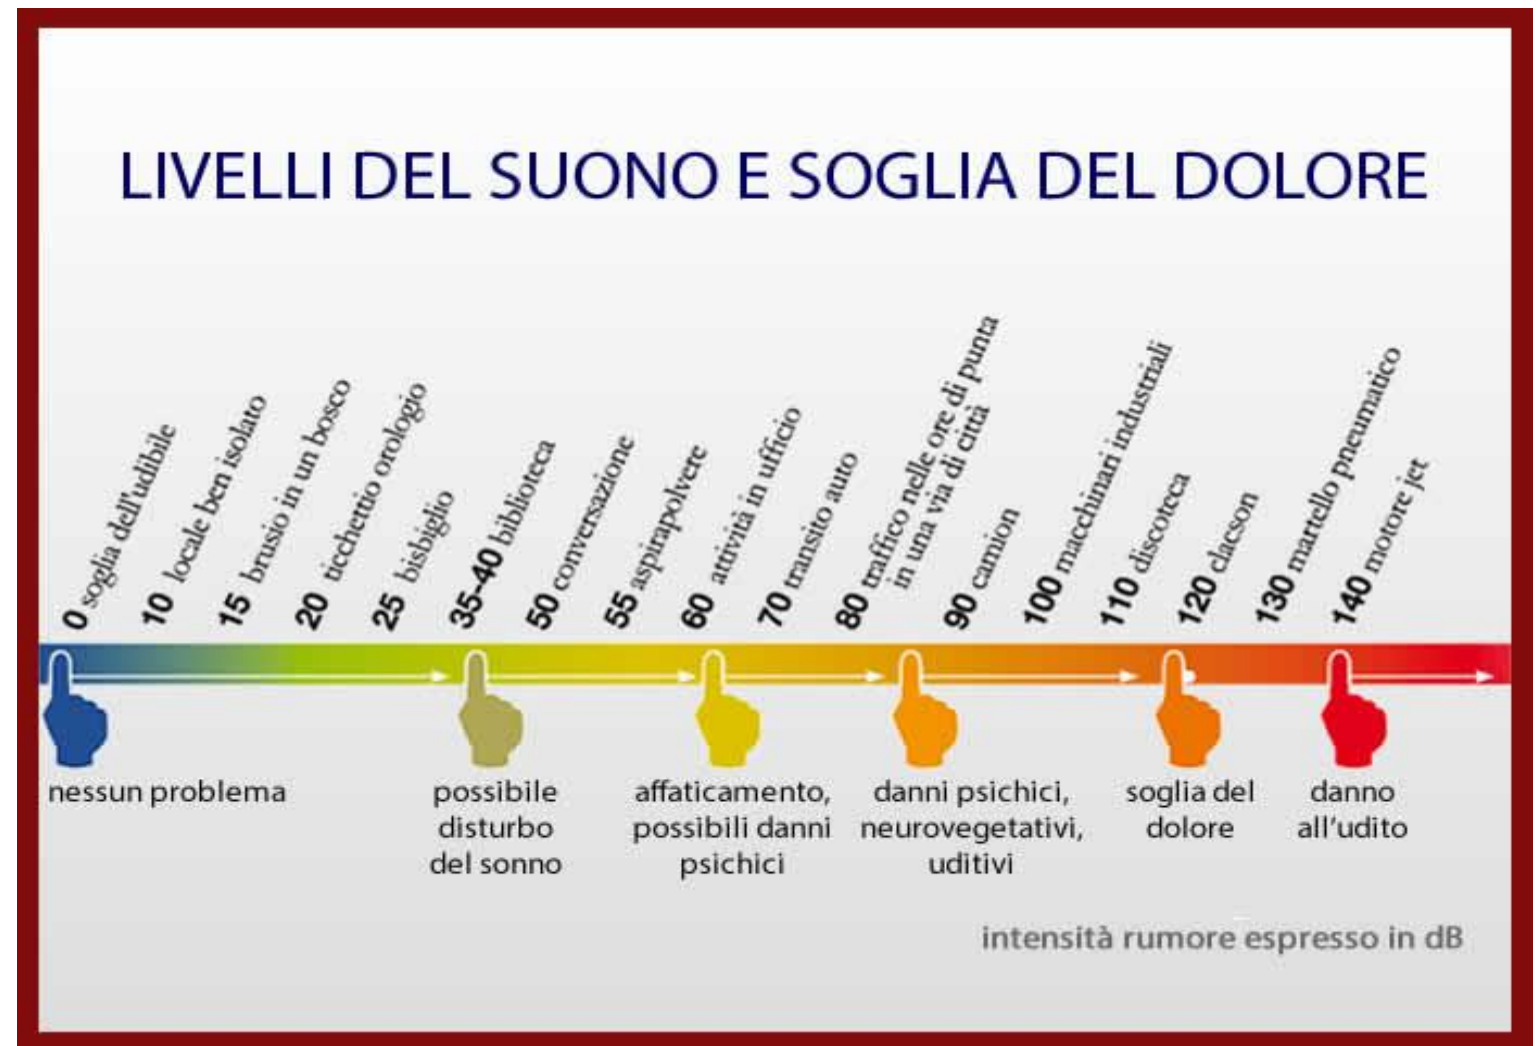 LIVELLI DEL SUONO E SOGLIA DEL DOLORE
0 soglia dell'udibile
10 locale ben isolato
15 brusio in un bosco
20 ticchettio orologio
25 bisbiglio
35-40 biblioteca
50 conversazione
55 aspirapolvere
60 attività in ufficio
70 transito auto
80 traffico nelle ore di punta
in una via di città
90 camion
100 macchinari industriali
110 discoteca
120 clacson
130 martello pneumatico
140 motore jet
nessun problema
possibile
disturbo
del sonno
affaticamento,
possibili danni
psichici
danni psichici,
neurovegetativi,
uditivi
soglia del
dolore
danno
all'udito
intensità rumore espresso in dB